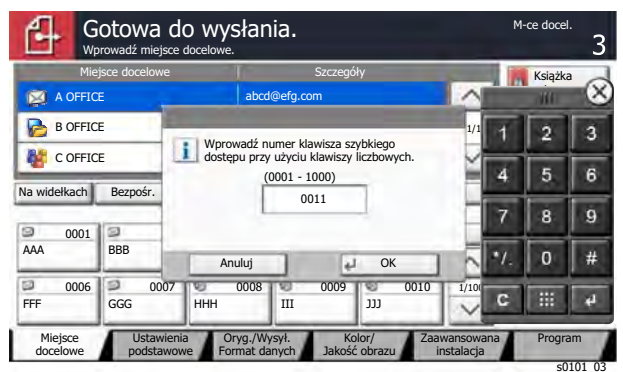 Gotowa do wysłania.
Wprowadź miejsce docelowe.
M-ce docel.
3
Miejsce docelowe
Szczegóły
Książka
A OFFICE
abcd@efg.com
B OFFICE
1/1
C OFFICE
Wprowadź numer klawisza szybkiego
dostępu przy użyciu klawiszy liczbowych.
(0001 - 1000)
0011
Anuluj
OK
Na widełkach
Bezpośr.
0001
AAA
BBB
0006
FFF
0007
GGG
0008
HHH
0009
III
0010
JJJ
1/100
1 2 3
4 5 6
7 8 9
*/. 0 #
C
Miejsce
docelowe
Ustawienia
podstawowe
Oryg./Wysył.
Format danych
Kolor/
Jakość obrazu
Zaawansowana
instalacja
Program
s0101_03